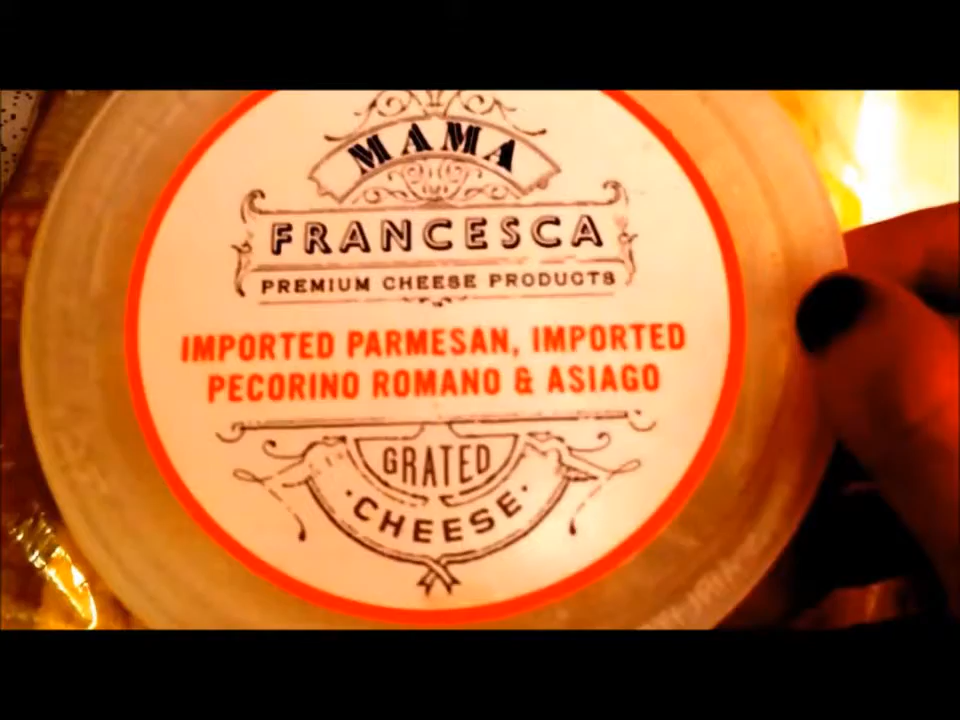 MAMA
FRANCESCA
PREMIUM CHEESE PRODUCTS
IMPORTED PARMESAN, IMPORTED
PECORINO ROMANO & ASIAGO
GRATED
·CHEESE·